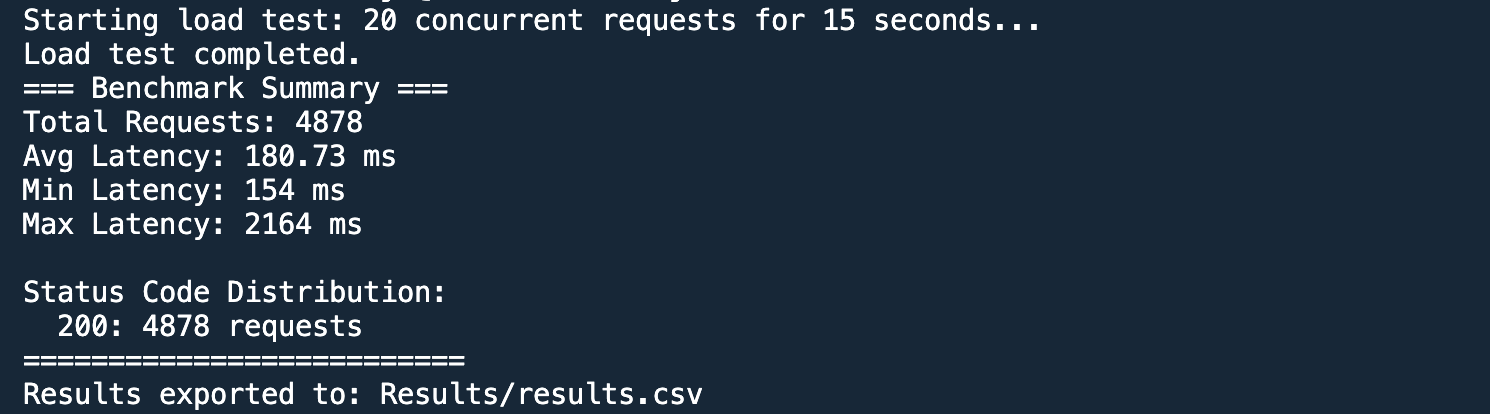 Starting load test: 20 concurrent requests for 15 seconds...
Load test completed.
=== Benchmark Summary ===
Total Requests: 4878
Avg Latency: 180.73 ms
Min Latency: 154 ms
Max Latency: 2164 ms
Status Code Distribution:
200: 4878 requests
==========================
Results exported to: Results/results.csv